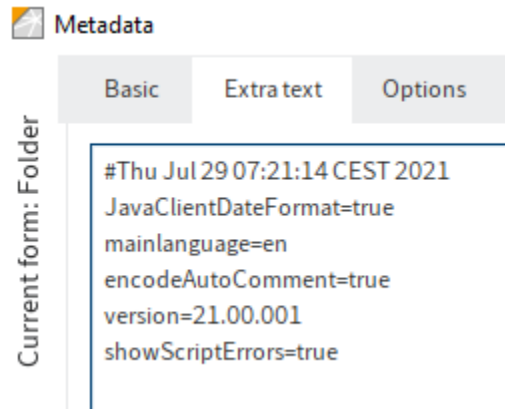 Metadata
Basic
Extra text
Options
Current form: Folder
#Thu Jul 29 07:21:14 CEST 2021
JavaClientDateFormat=true
mainlanguage=en
encodeAutoComment=true
version=21.00.001
showScriptErrors=true